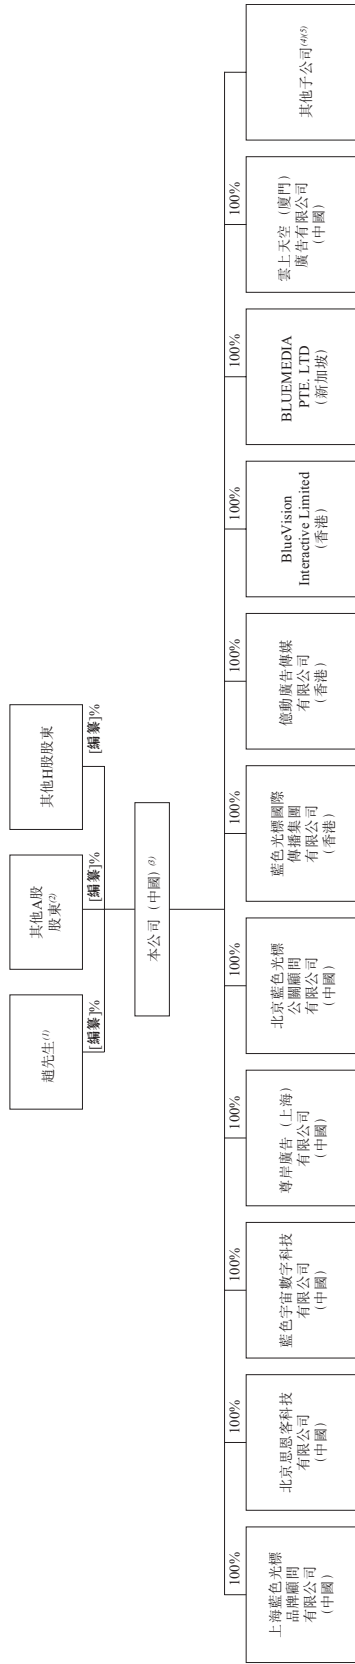 趙先生(1)
其他A股
股東(2)
其他H股股東
[編纂]%
[編纂]%
[編纂]%
本公司（中國）(3)
100%
100%
100%
100%
100%
100%
100%
100%
100%
100%
上海藍色光標
品牌顧問
有限公司
（中國）
北京思恩客科技
有限公司
（中國）
藍色宇宙數字科技
有限公司
（中國）
尊岸廣告（上海）
有限公司
（中國）
北京藍色光標
公關顧問
有限公司
（中國）
藍色光標國際
傳播集團
有限公司
（香港）
億動廣告傳媒
有限公司
（香港）
BlueVision
Interactive Limited
（香港）
BLUEMEDIA
PTE. LTD
（新加坡）
雲上天空（廈門）
廣告有限公司
（中國）
其他子公司(4)(5)